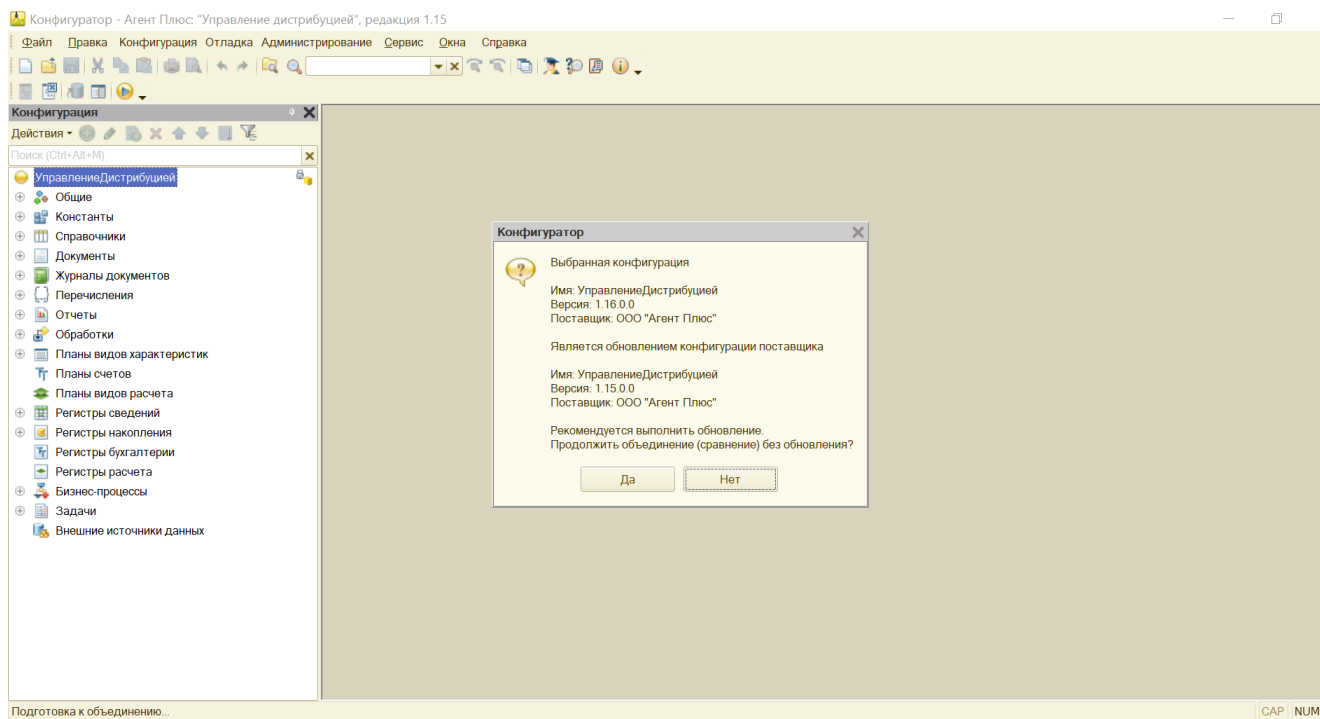 Конфигуратор - Агент Плюс: "Управление дистрибуцией", редакция 1.15
Файл Правка Конфигурация Отладка Администрирование Сервис Окна Справка
Конфигурация
Действия
Поиск (Ctrl+Alt+M)
УправлениеДистрибуцией
Общие
Константы
Справочники
Документы
Журналы документов
Перечисления
Отчеты
Обработки
Планы видов характеристик
Планы счетов
Планы видов расчета
Регистры сведений
Регистры накопления
Регистры бухгалтерии
Регистры расчета
Бизнес-процессы
Задачи
Внешние источники данных
Конфигуратор
Выбранная конфигурация
Имя: УправлениеДистрибуцией
Версия: 1.16.0.0
Поставщик: ООО "Агент Плюс"
Является обновлением конфигурации поставщика
Имя: УправлениеДистрибуцией
Версия: 1.15.0.0
Поставщик: ООО "Агент Плюс"
Рекомендуется выполнить обновление.
Продолжить объединение (сравнение) без обновления?
Да Нет
Подготовка к объединению... CAP NUM